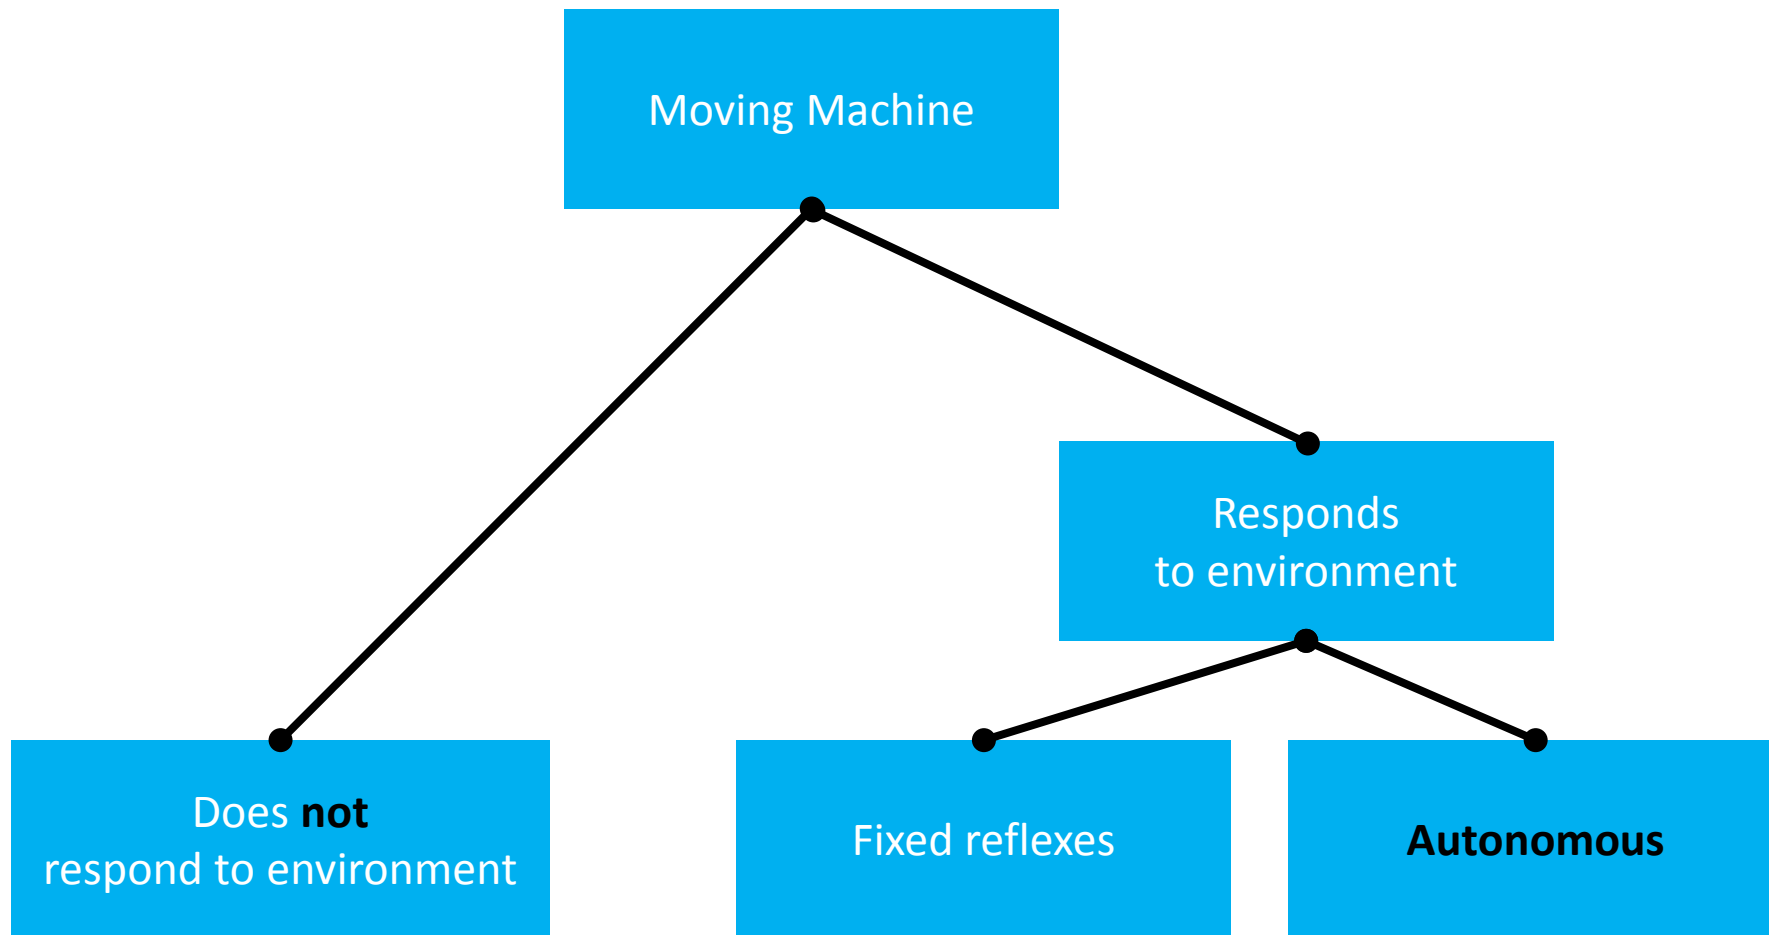 Moving Machine
Responds
to environment
Does not
respond to environment
Fixed reflexes
Autonomous